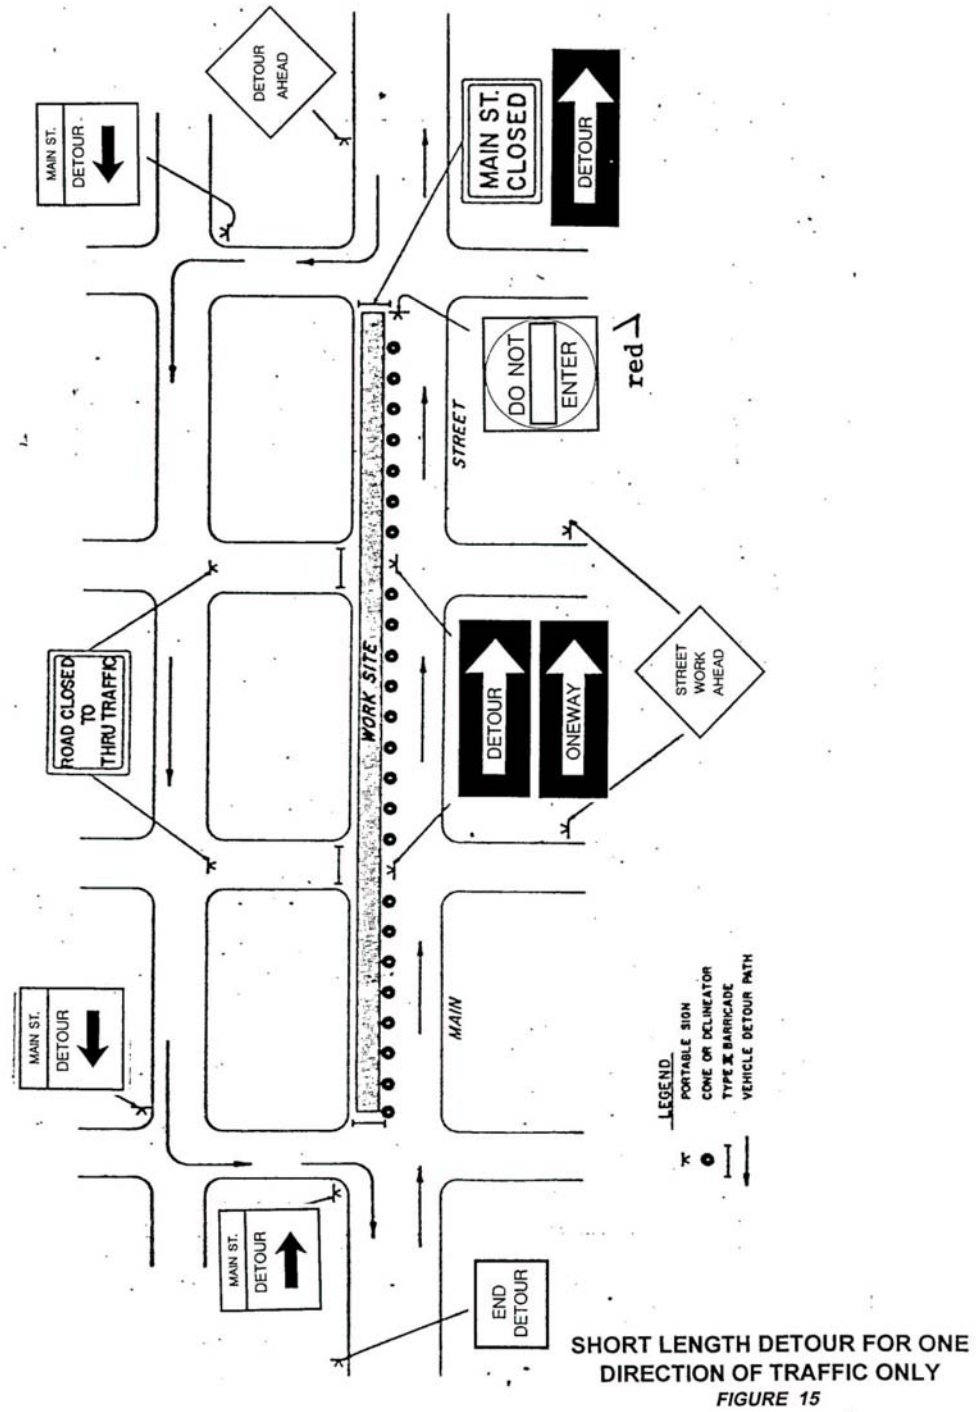 MAIN ST.
DETOUR
DETOUR
AHEAD
MAIN ST.
CLOSED
DETOUR
DO NOT
ENTER
red
STREET
ROAD CLOSED
TO
THRU TRAFFIC
WORK SITE
DETOUR
ONEWAY
STREET
WORK
AHEAD
MAIN ST.
DETOUR
MAIN
LEGEND
PORTABLE SIGN
CONE OR DELINEATOR
TYPE II BARRICADE
VEHICLE DETOUR PATH
MAIN ST.
DETOUR
END
DETOUR
SHORT LENGTH DETOUR FOR ONE
DIRECTION OF TRAFFIC ONLY
FIGURE 15